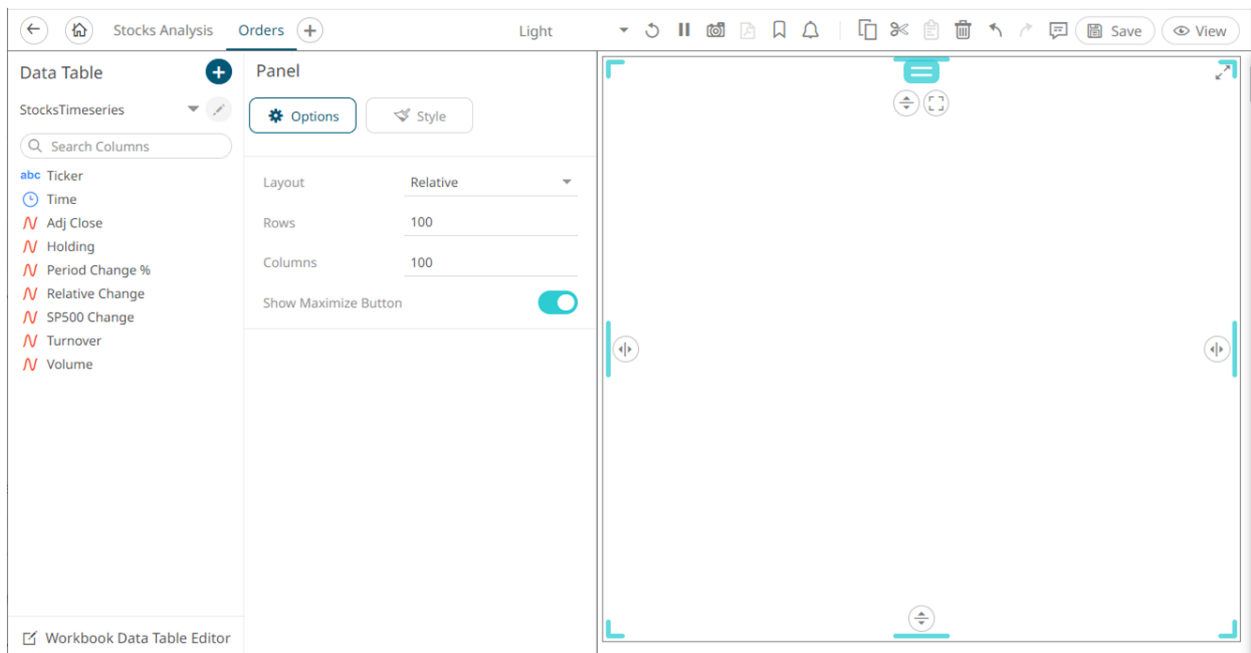 Stocks Analysis Orders Light Save View
Data Table
StocksTimeseries
Search Columns
abc Ticker
Time
Adj Close
Holding
Period Change %
Relative Change
SP500 Change
Turnover
Volume
Workbook Data Table Editor
Panel
Options Style
Layout Relative
Rows 100
Columns 100
Show Maximize Button